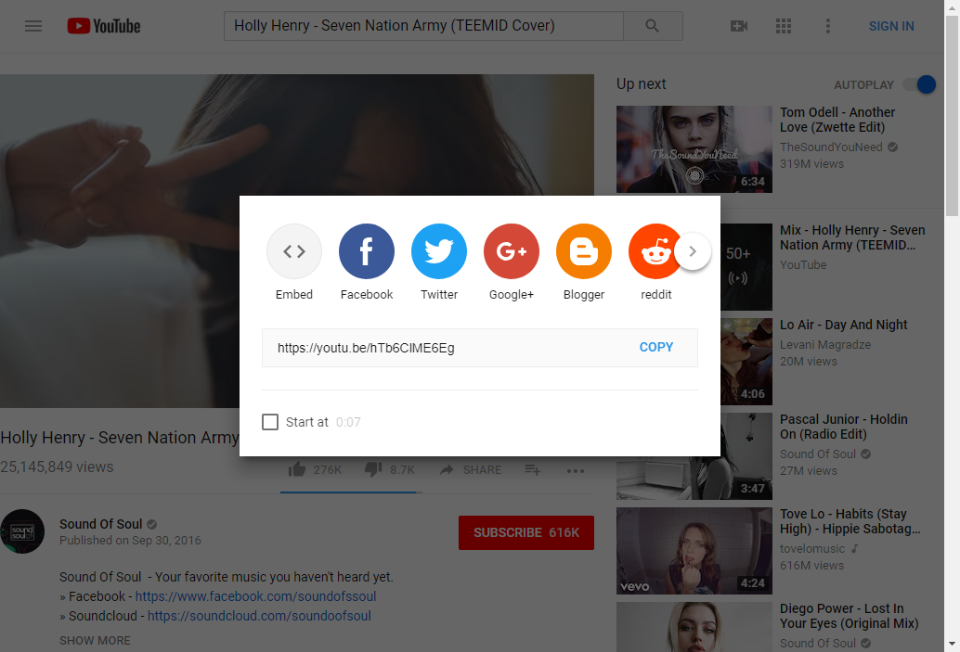 YouTube
Holly Henry - Seven Nation Army (TEEMID Cover)
SIGN IN
Up next
AUTOPLAY
TheSoundYouNeed
6:34
Tom Odell - Another
Love (Zwette Edit)
TheSoundYouNeed
319M views
50+
Mix - Holly Henry - Seven
Nation Army (TEEMID...
YouTube
4:06
Lo Air - Day And Night
Levani Magradze
20M views
3:47
Pascal Junior - Holdin
On (Radio Edit)
Sound Of Soul
27M views
vevo
4:24
Tove Lo - Habits (Stay
High) - Hippie Sabotag...
tovelomusic
616M views
Diego Power - Lost In
Your Eyes (Original Mix)
Sound Of Soul
Embed
Facebook
Twitter
Google+
Blogger
reddit
https://youtu.be/hTb6CIME6Eg
COPY
Start at 0:07
Holly Henry - Seven Nation Army
25,145,849 views
276K
8.7K
SHARE
sound of soul
Sound Of Soul
Published on Sep 30, 2016
SUBSCRIBE 616K
Sound Of Soul - Your favorite music you haven't heard yet.
» Facebook - https://www.facebook.com/soundofssoul
» Soundcloud - https://soundcloud.com/soundoofsoul
SHOW MORE